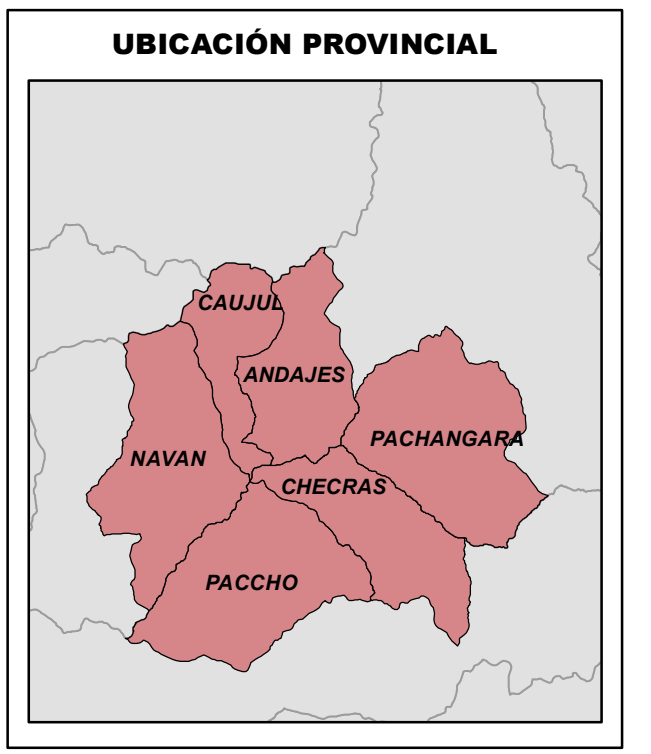 UBICACIÓN PROVINCIAL
CAUJUL
ANDAJES
PACHANGARA
NAVAN
CHECRAS
PACCHO